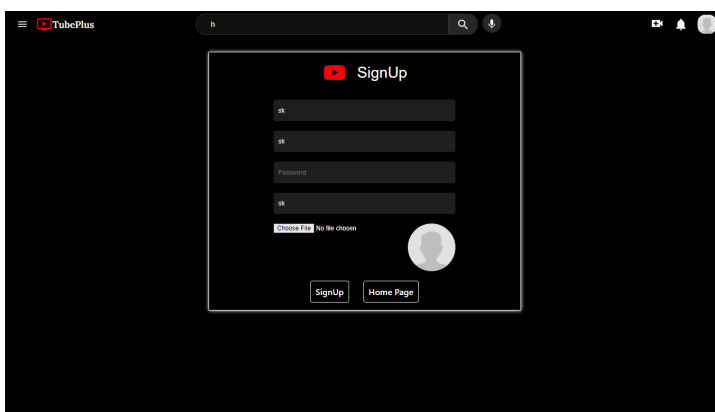 TubePlus
h
SignUp
sk
sk
Password
sk
Choose File No file chosen
SignUp
Home Page